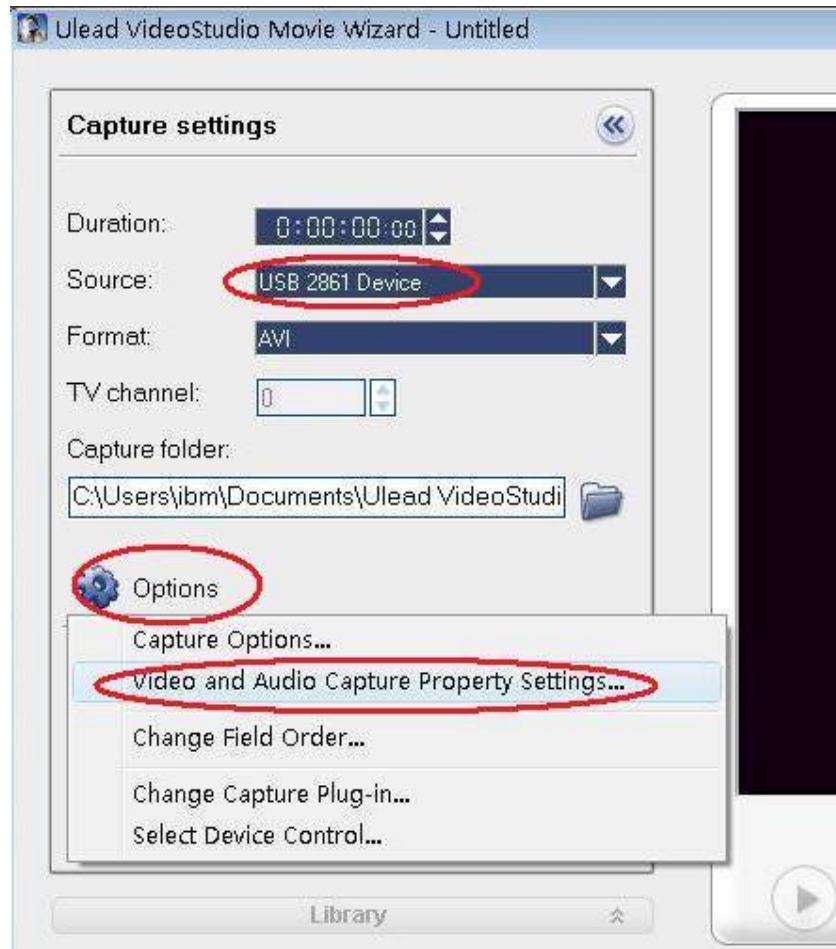 Ulead VideoStudio Movie Wizard - Untitled
Capture settings
Duration: 0:00:00:00
Source: USB 2861 Device
Format: AVI
TV channel: 0
Capture folder:
C:\Users\ibm\Documents\Ulead VideoStudi
Options
Capture Options...
Video and Audio Capture Property Settings...
Change Field Order...
Change Capture Plug-in...
Select Device Control...
Library